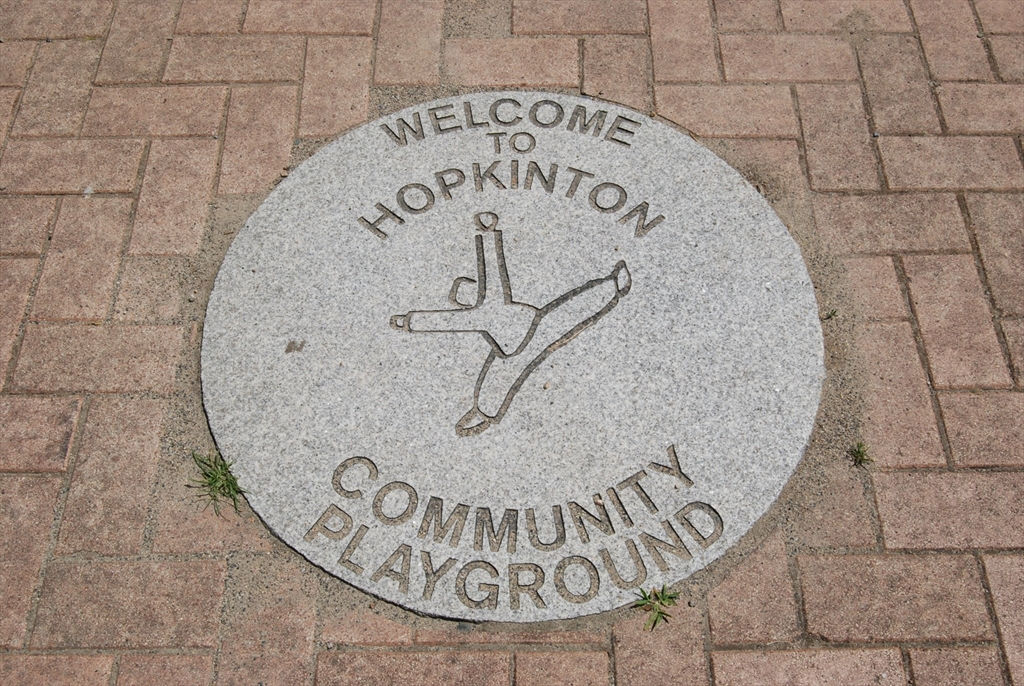 WELCOME
TO
HOPKINTON
COMMUNITY
PLAYGROUND